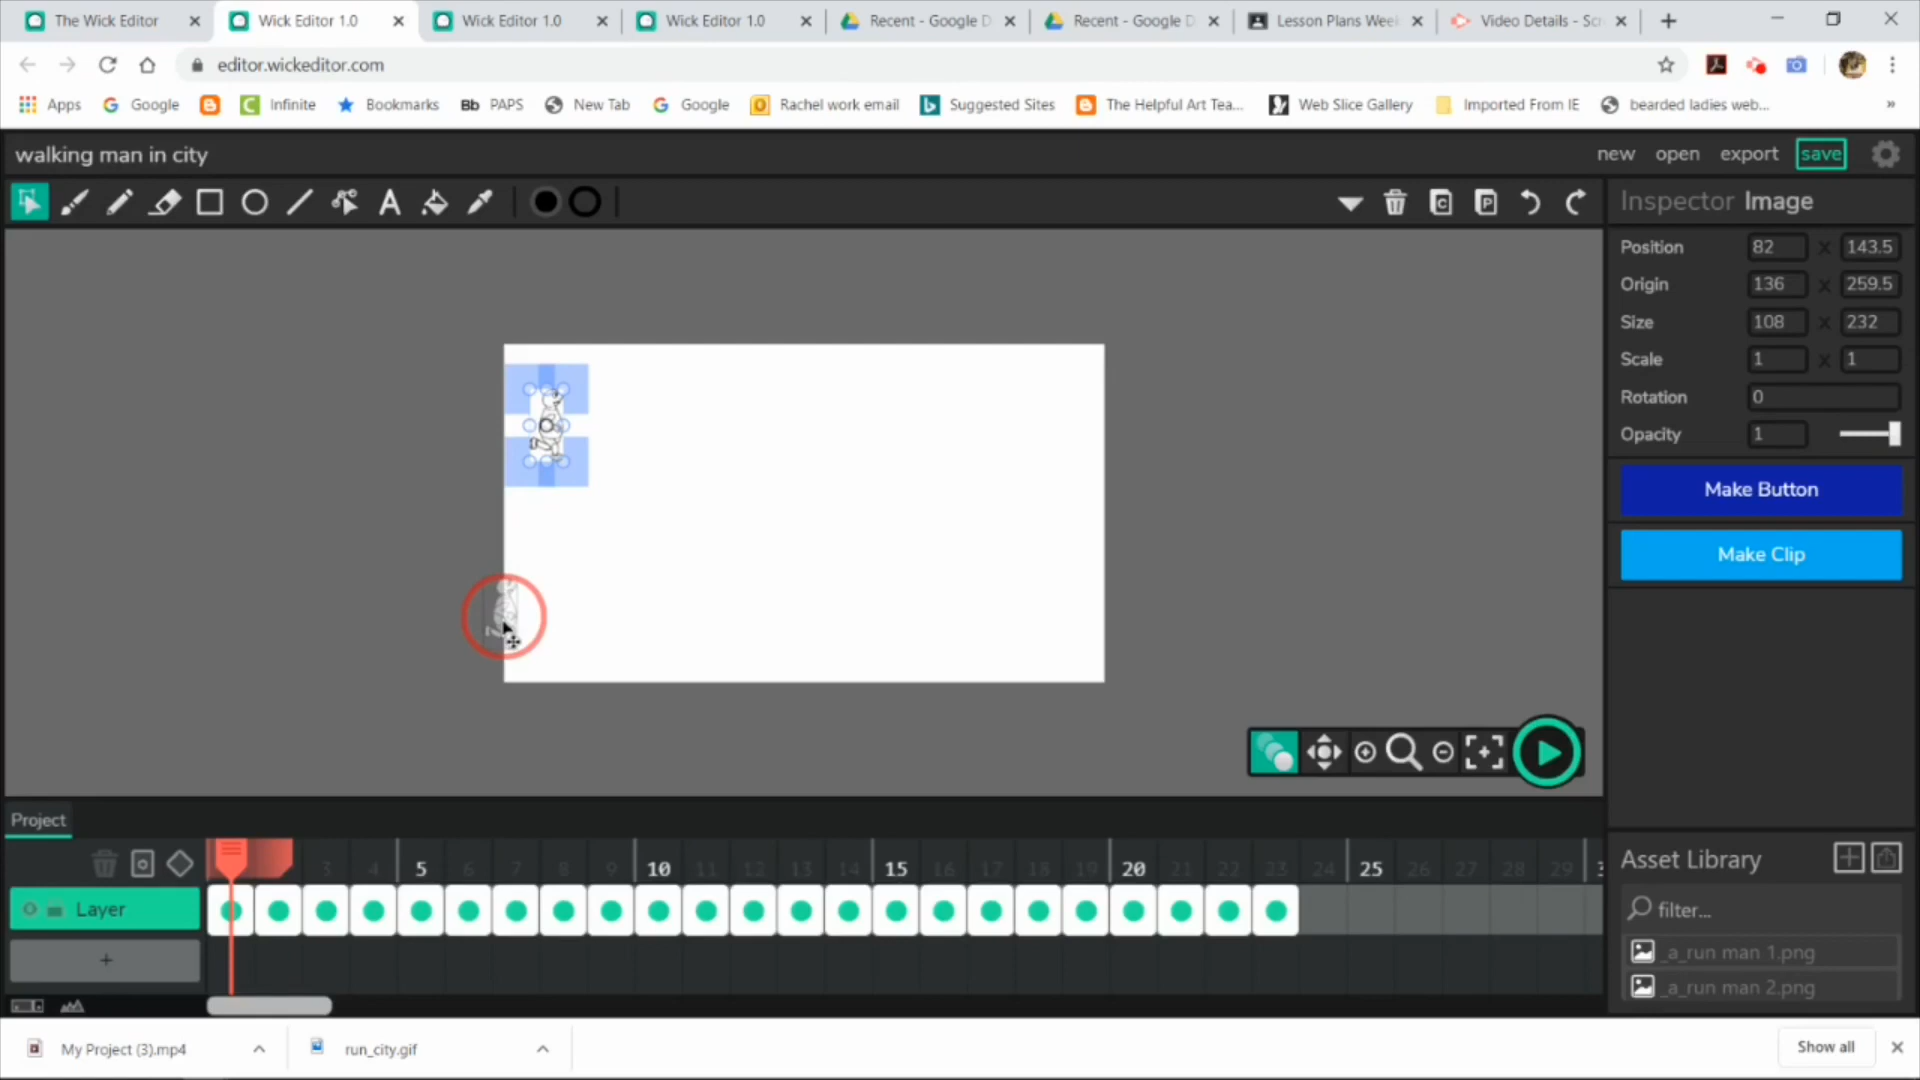 The Wick Editor
Wick Editor 1.0
Wick Editor 1.0
Wick Editor 1.0
Recent - Google D
Recent - Google D
Lesson Plans Week
Video Details - Scr
editor.wickeditor.com
Apps
Google
Infinite
Bookmarks
Bb PAPS
New Tab
Google
Rachel work email
Suggested Sites
The Helpful Art Tea...
Web Slice Gallery
Imported From IE
bearded ladies web...
»
walking man in city
new
open
export
save
Inspector Image
Position 82 x 143.5
Origin 136 x 259.5
Size 108 x 232
Scale 1 x 1
Rotation 0
Opacity 1
Make Button
Make Clip
Project
3 4 5 6 7 8 9 10 11 12 13 14 15 16 17 18 19 20 21 22 23 24 25 26 27 28 29
Layer
+
Asset Library
filter...
_a_run man 1.png
_a_run man 2.png
My Project (3).mp4
run_city.gif
Show all